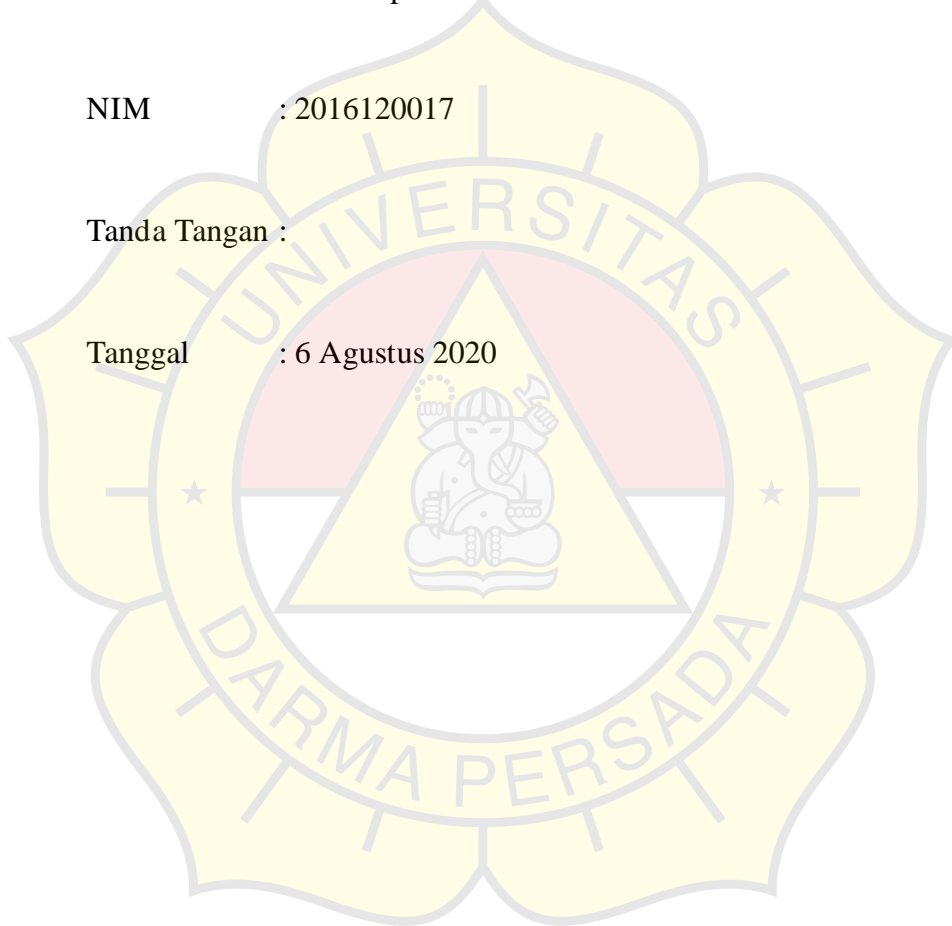 NIM : 2016120017
Tanda Tangan :
Tanggal : 6 Agustus 2020
UNIVERSITAS
DARMA PERSADA